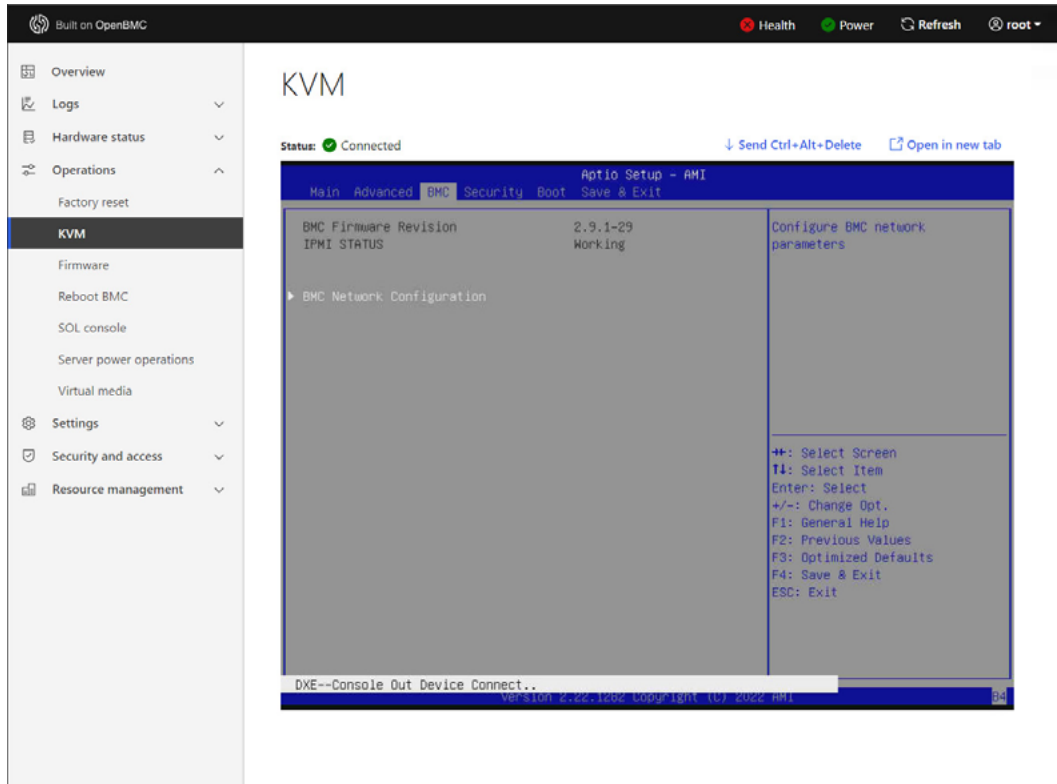 Built on OpenBMC
Health Power Refresh root
Overview
Logs
Hardware status
Operations
Factory reset
KVM
Firmware
Reboot BMC
SOL console
Server power operations
Virtual media
Settings
Security and access
Resource management
KVM
Status: Connected
Send Ctrl+Alt+Delete Open in new tab
Aptio Setup - AMI
Main Advanced BMC Security Boot Save & Exit
BMC Firmware Revision 2.9.1-29
IPMI STATUS Working
BMC Network Configuration
Configure BMC network
parameters
: Select Screen
↑↓: Select Item
Enter: Select
+/-: Change Opt.
F1: General Help
F2: Previous Values
F3: Optimized Defaults
F4: Save & Exit
ESC: Exit
DXE--Console Out Device Connect..
Version 2.22.1282 Copyright (C) 2022 AMI
B4